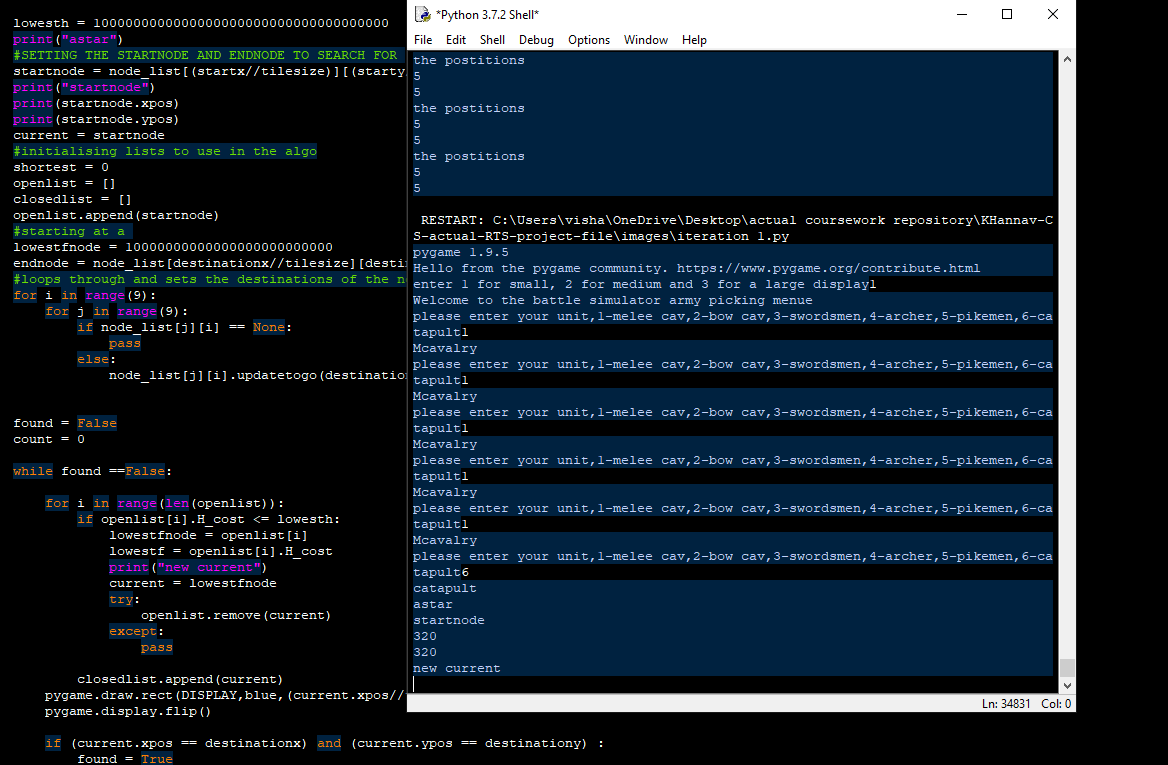 lowesth = 10000000000000000000000000000000000000
print("astar")
#SETTING THE STARTNODE AND ENDNODE TO SEARCH FOR
startnode = node_list[(startx//tilesize)][(starty
print("startnode")
print(startnode.xpos)
print(startnode.ypos)
current = startnode
#initialising lists to use in the algo
shortest = 0
openlist = []
closedlist = []
openlist.append(startnode)
#starting at a
lowestfnode = 10000000000000000000000000
endnode = node_list[destinationx//tilesize][desti
#loops through and sets the destinations of the n
for i in range(9):
    for j in range(9):
        if node_list[j][i] == None:
            pass
        else:
            node_list[j][i].updatetogo(destinatio
found = False
count = 0
while found ==False:
    for i in range(len(openlist)):
        if openlist[i].H_cost <= lowesth:
            lowestfnode = openlist[i]
            lowestf = openlist[i].H_cost
            print("new current")
            current = lowestfnode
            try:
                openlist.remove(current)
            except:
                pass
        closedlist.append(current)
    pygame.draw.rect(DISPLAY,blue,(current.xpos//
    pygame.display.flip()
    if (current.xpos == destinationx) and (current.ypos == destinationy) :
        found = True
*Python 3.7.2 Shell*
File Edit Shell Debug Options Window Help
the postitions
5
5
the postitions
5
5
the postitions
5
5
 RESTART: C:\Users\visha\OneDrive\Desktop\actual coursework repository\KHannav-C
S-actual-RTS-project-file\images\iteration 1.py
pygame 1.9.5
Hello from the pygame community. https://www.pygame.org/contribute.html
enter 1 for small, 2 for medium and 3 for a large display1
Welcome to the battle simulator army picking menue
please enter your unit,1-melee cav,2-bow cav,3-swordsmen,4-archer,5-pikemen,6-ca
tapult1
Mcavalry
please enter your unit,1-melee cav,2-bow cav,3-swordsmen,4-archer,5-pikemen,6-ca
tapult1
Mcavalry
please enter your unit,1-melee cav,2-bow cav,3-swordsmen,4-archer,5-pikemen,6-ca
tapult1
Mcavalry
please enter your unit,1-melee cav,2-bow cav,3-swordsmen,4-archer,5-pikemen,6-ca
tapult1
Mcavalry
please enter your unit,1-melee cav,2-bow cav,3-swordsmen,4-archer,5-pikemen,6-ca
tapult1
Mcavalry
please enter your unit,1-melee cav,2-bow cav,3-swordsmen,4-archer,5-pikemen,6-ca
tapult6
catapult
astar
startnode
320
320
new current
Ln: 34831 Col: 0